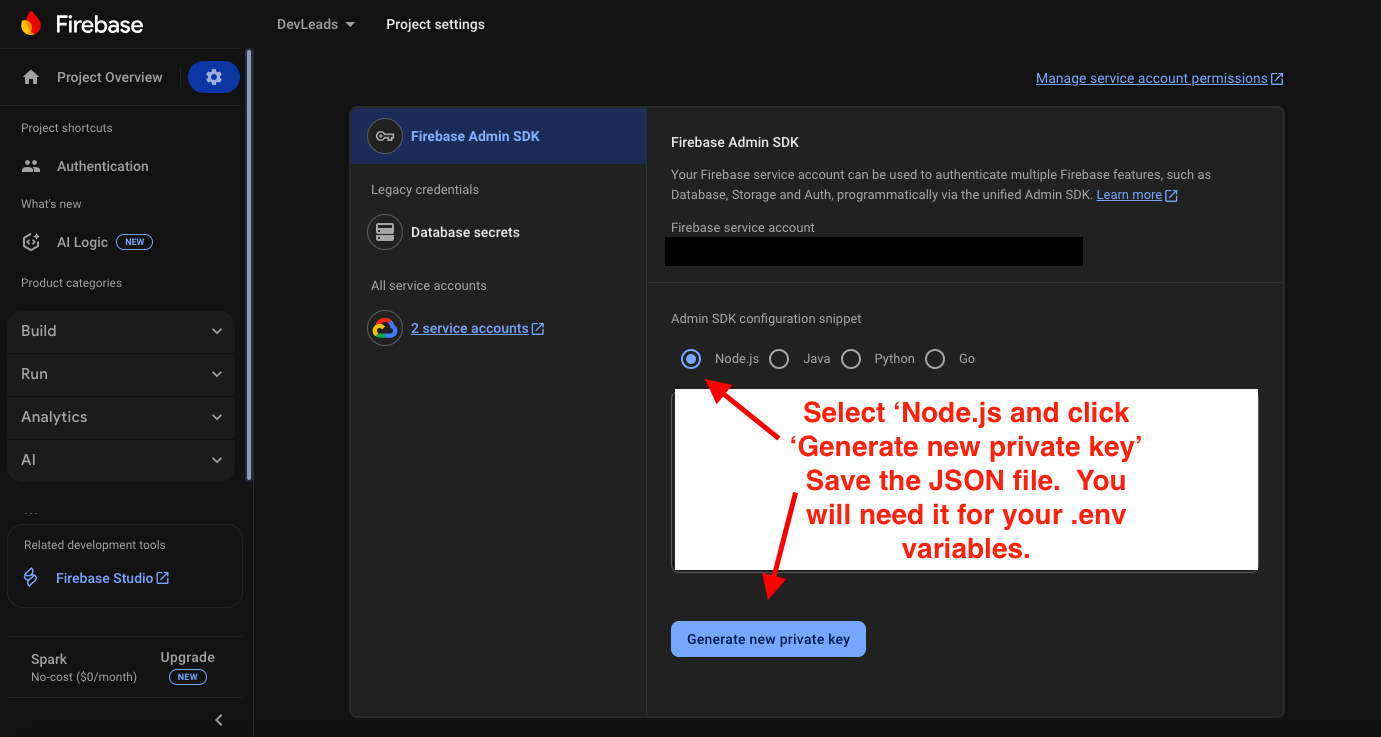 Firebase
DevLeads
Project settings
Project Overview
Manage service account permissions
Project shortcuts
Authentication
What's new
AI Logic NEW
Product categories
Build
Run
Analytics
AI
...
Related development tools
Firebase Studio
Spark
No-cost ($0/month)
Upgrade
NEW
Firebase Admin SDK
Legacy credentials
Database secrets
All service accounts
2 service accounts
Firebase Admin SDK
Your Firebase service account can be used to authenticate multiple Firebase features, such as
Database, Storage and Auth, programmatically via the unified Admin SDK. Learn more
Firebase service account
Admin SDK configuration snippet
Node.js Java Python Go
Select ‘Node.js and click
‘Generate new private key’
Save the JSON file. You
will need it for your .env
variables.
Generate new private key